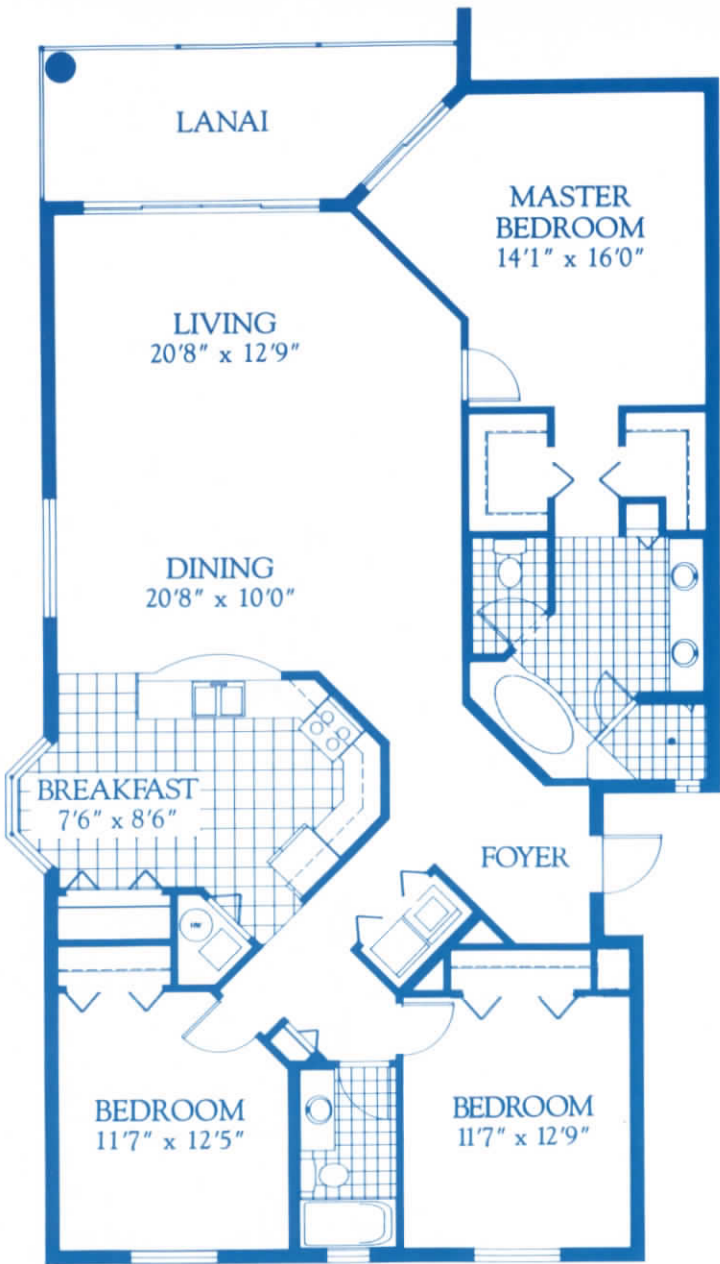 LANAI
MASTER
BEDROOM
14'1" x 16'0"
LIVING
20'8" x 12'9"
DINING
20'8" x 10'0"
BREAKFAST
7'6" x 8'6"
FOYER
BEDROOM
11'7" x 12'5"
BEDROOM
11'7" x 12'9"